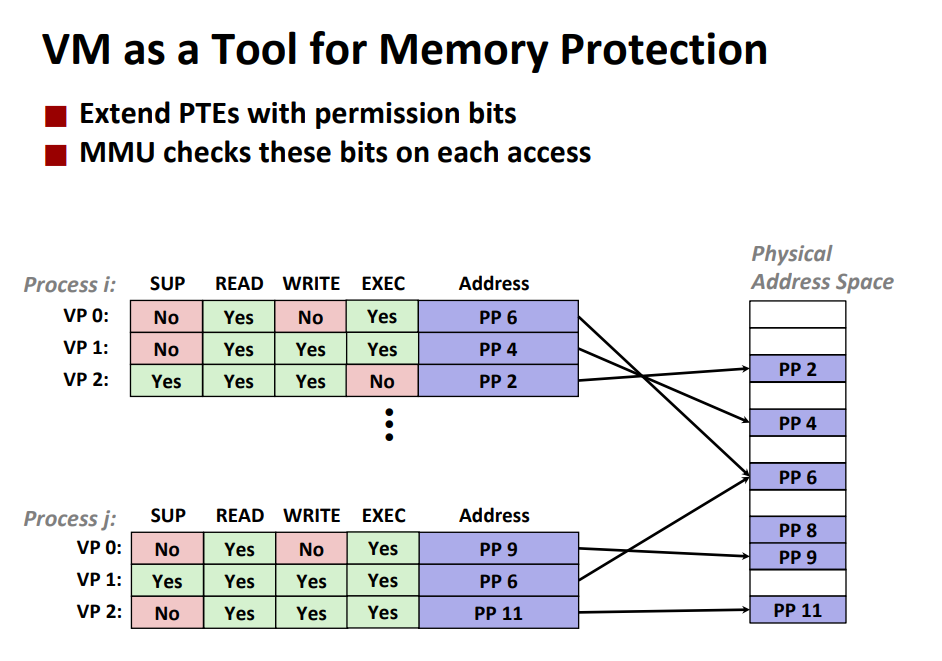 VM as a Tool for Memory Protection
Extend PTEs with permission bits
MMU checks these bits on each access
Physical
Address Space
Process i: SUP READ WRITE EXEC Address
VP 0: No Yes No Yes PP 6
VP 1: No Yes Yes Yes PP 4
VP 2: Yes Yes Yes No PP 2
PP 2
PP 4
PP 6
PP 8
PP 9
PP 11
Process j: SUP READ WRITE EXEC Address
VP 0: No Yes No Yes PP 9
VP 1: Yes Yes Yes Yes PP 6
VP 2: No Yes Yes Yes PP 11